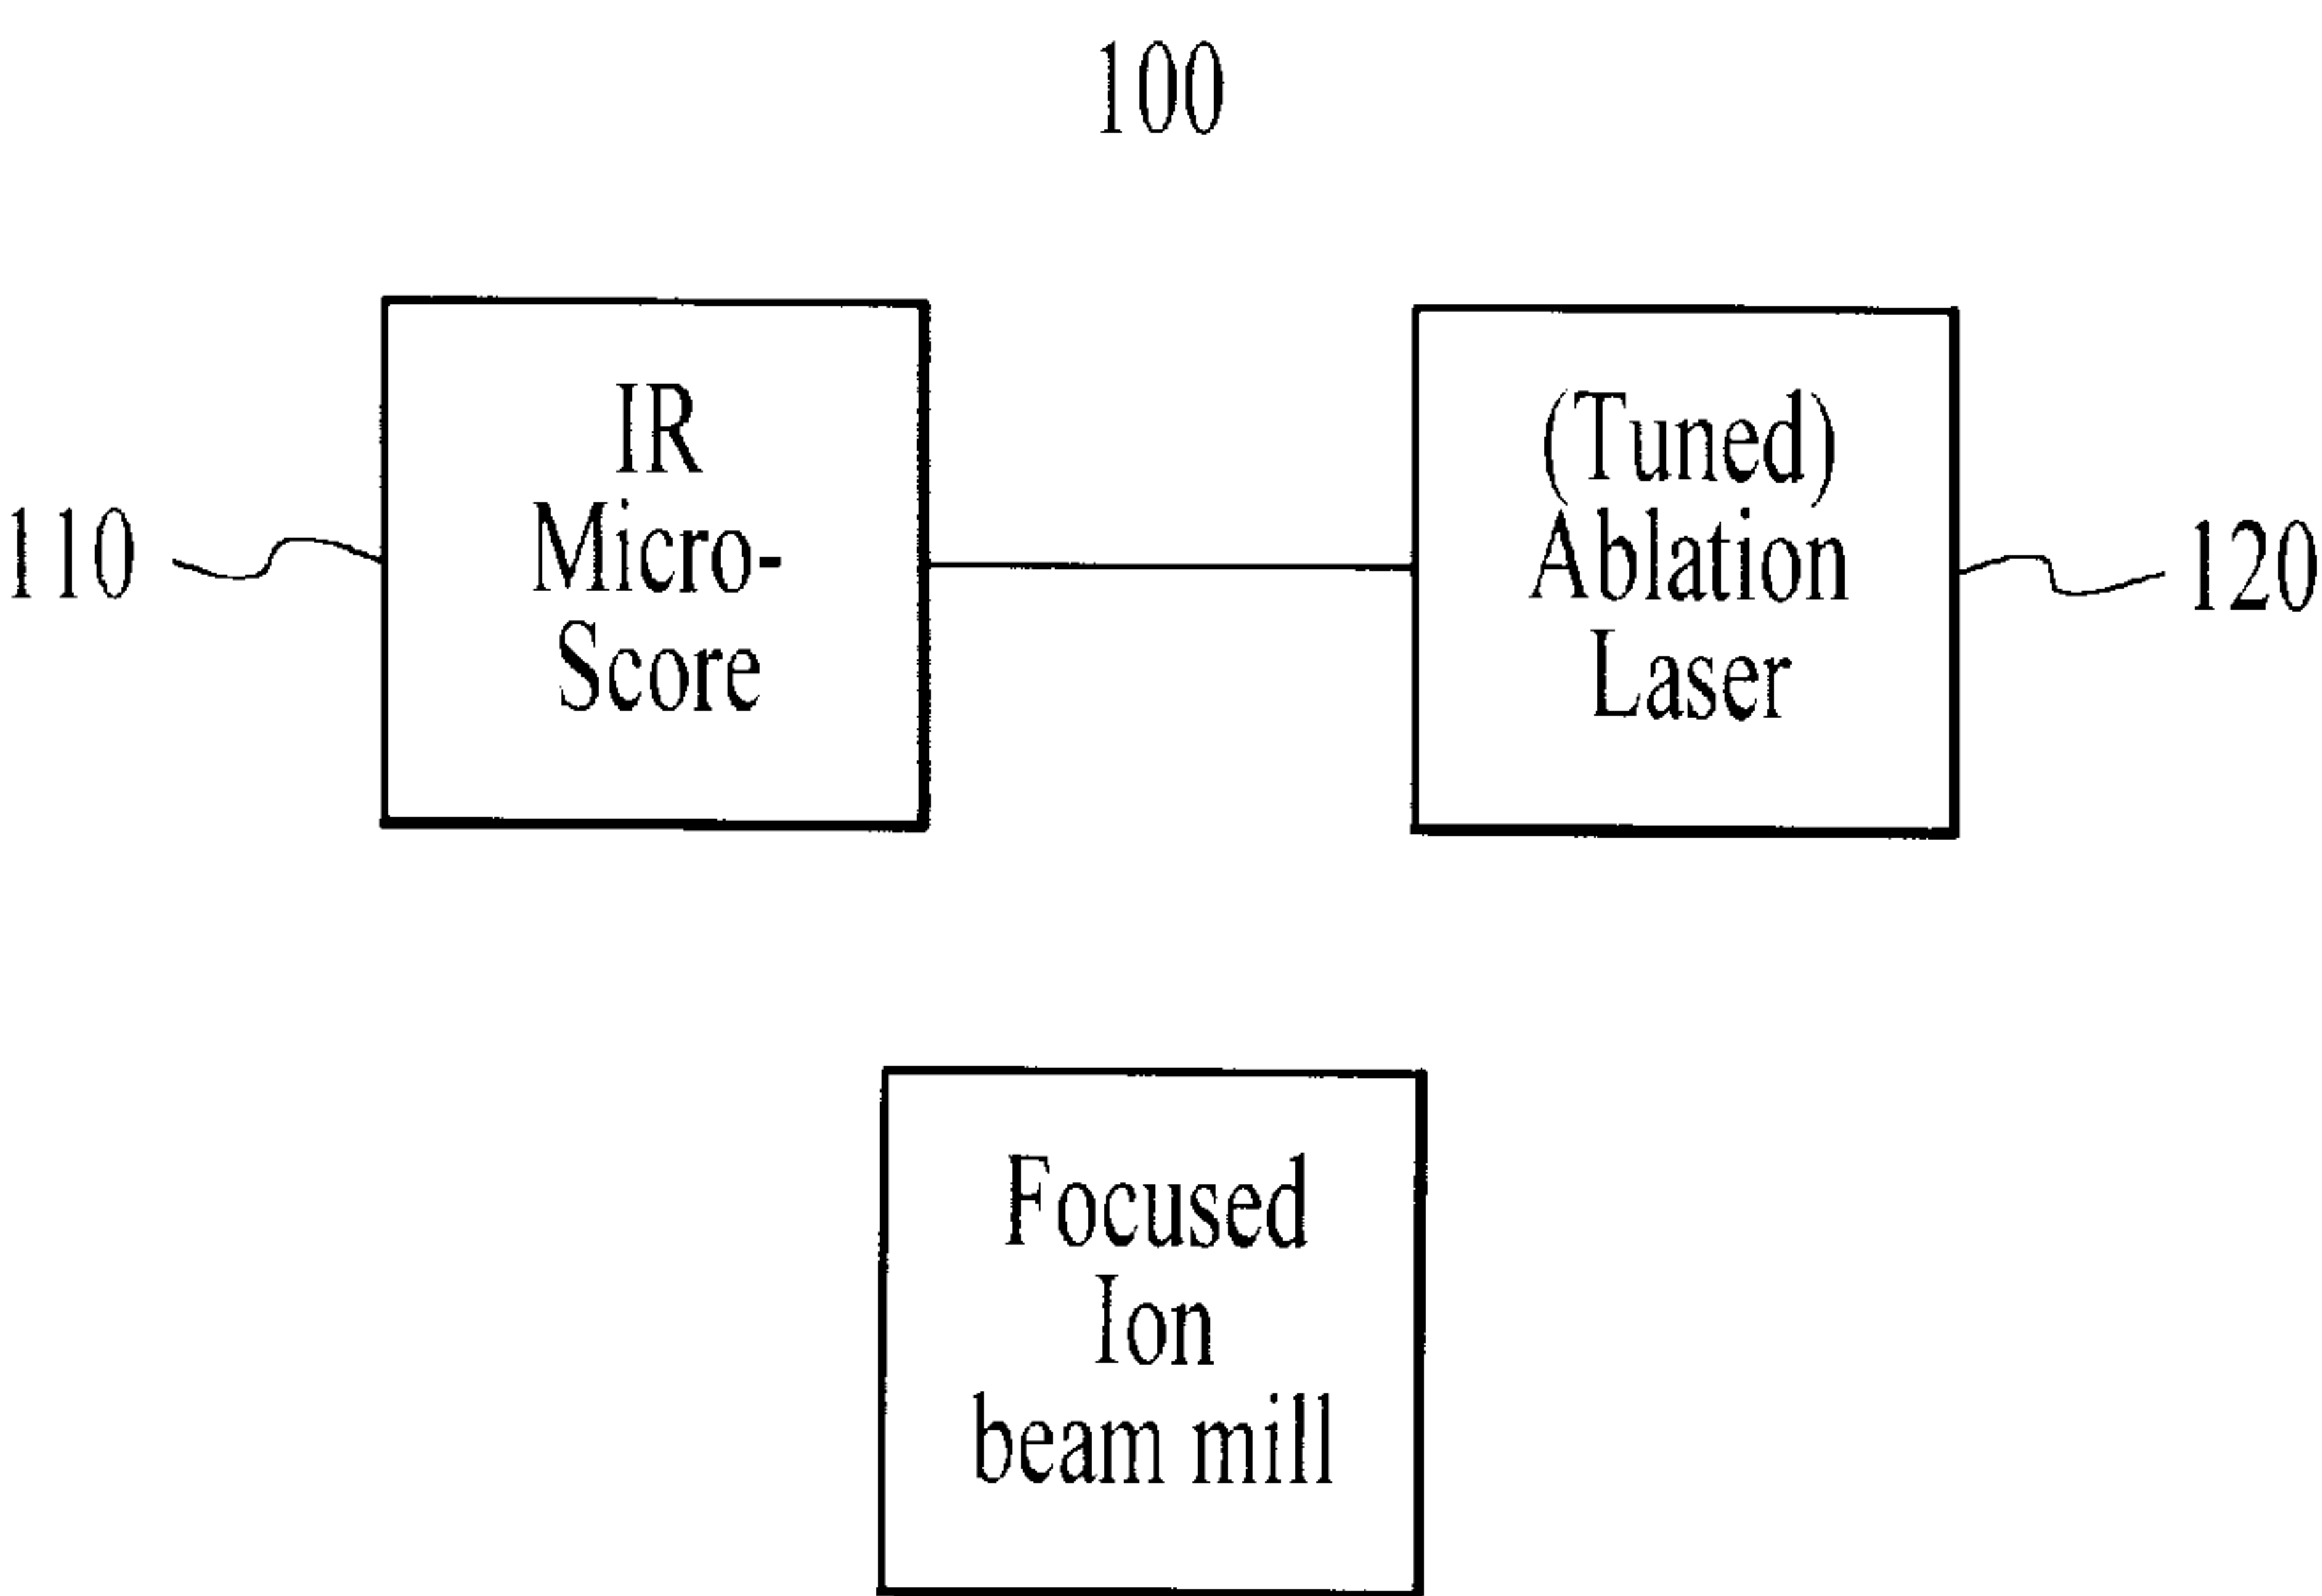 100
IR
Micro-
Score
110
(Tuned)
Ablation
Laser
120
Focused
Ion
beam mill